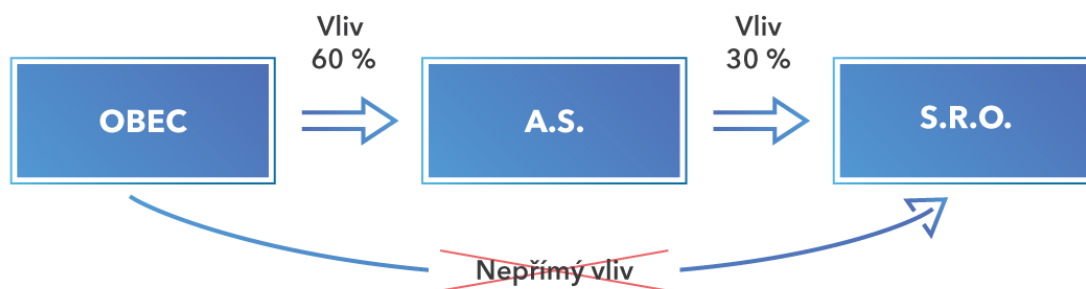 Vliv
60 %
Vliv
30 %
OBEC
A.S.
S.R.O.
Nepřímý vliv